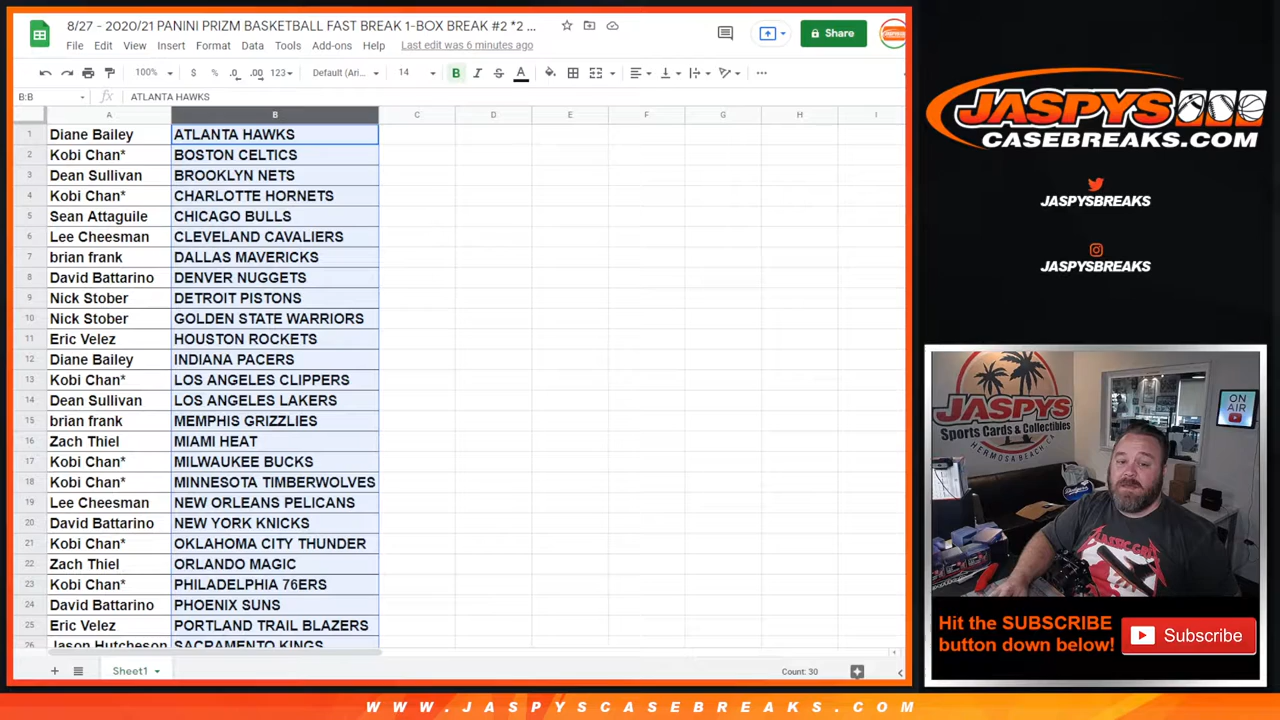 8/27 - 2020/21 PANINI PRIZM BASKETBALL FAST BREAK 1-BOX BREAK #2 *2 ...
File Edit View Insert Format Data Tools Add-ons Help Last edit was 6 minutes ago
Share
100% $ % .0 .00 123 Default (Ari... 14 B I S A
B:B fx ATLANTA HAWKS
A B C D E F G H I
1 Diane Bailey ATLANTA HAWKS
2 Kobi Chan* BOSTON CELTICS
3 Dean Sullivan BROOKLYN NETS
4 Kobi Chan* CHARLOTTE HORNETS
5 Sean Attaguile CHICAGO BULLS
6 Lee Cheesman CLEVELAND CAVALIERS
7 brian frank DALLAS MAVERICKS
8 David Battarino DENVER NUGGETS
9 Nick Stober DETROIT PISTONS
10 Nick Stober GOLDEN STATE WARRIORS
11 Eric Velez HOUSTON ROCKETS
12 Diane Bailey INDIANA PACERS
13 Kobi Chan* LOS ANGELES CLIPPERS
14 Dean Sullivan LOS ANGELES LAKERS
15 brian frank MEMPHIS GRIZZLIES
16 Zach Thiel MIAMI HEAT
17 Kobi Chan* MILWAUKEE BUCKS
18 Kobi Chan* MINNESOTA TIMBERWOLVES
19 Lee Cheesman NEW ORLEANS PELICANS
20 David Battarino NEW YORK KNICKS
21 Kobi Chan* OKLAHOMA CITY THUNDER
22 Zach Thiel ORLANDO MAGIC
23 Kobi Chan* PHILADELPHIA 76ERS
24 David Battarino PHOENIX SUNS
25 Eric Velez PORTLAND TRAIL BLAZERS
26 Jason Hutcheson SACRAMENTO KINGS
Sheet1
Count: 30
JASPYS
CASEBREAKS.COM
JASPYSBREAKS
JASPYSBREAKS
JASPYS
Sports Cards & Collectibles
HERMOSA BEACH, CA
ON
AIR
Hit the SUBSCRIBE
button down below!
Subscribe
WWW.JASPYSCASEBREAKS.COM